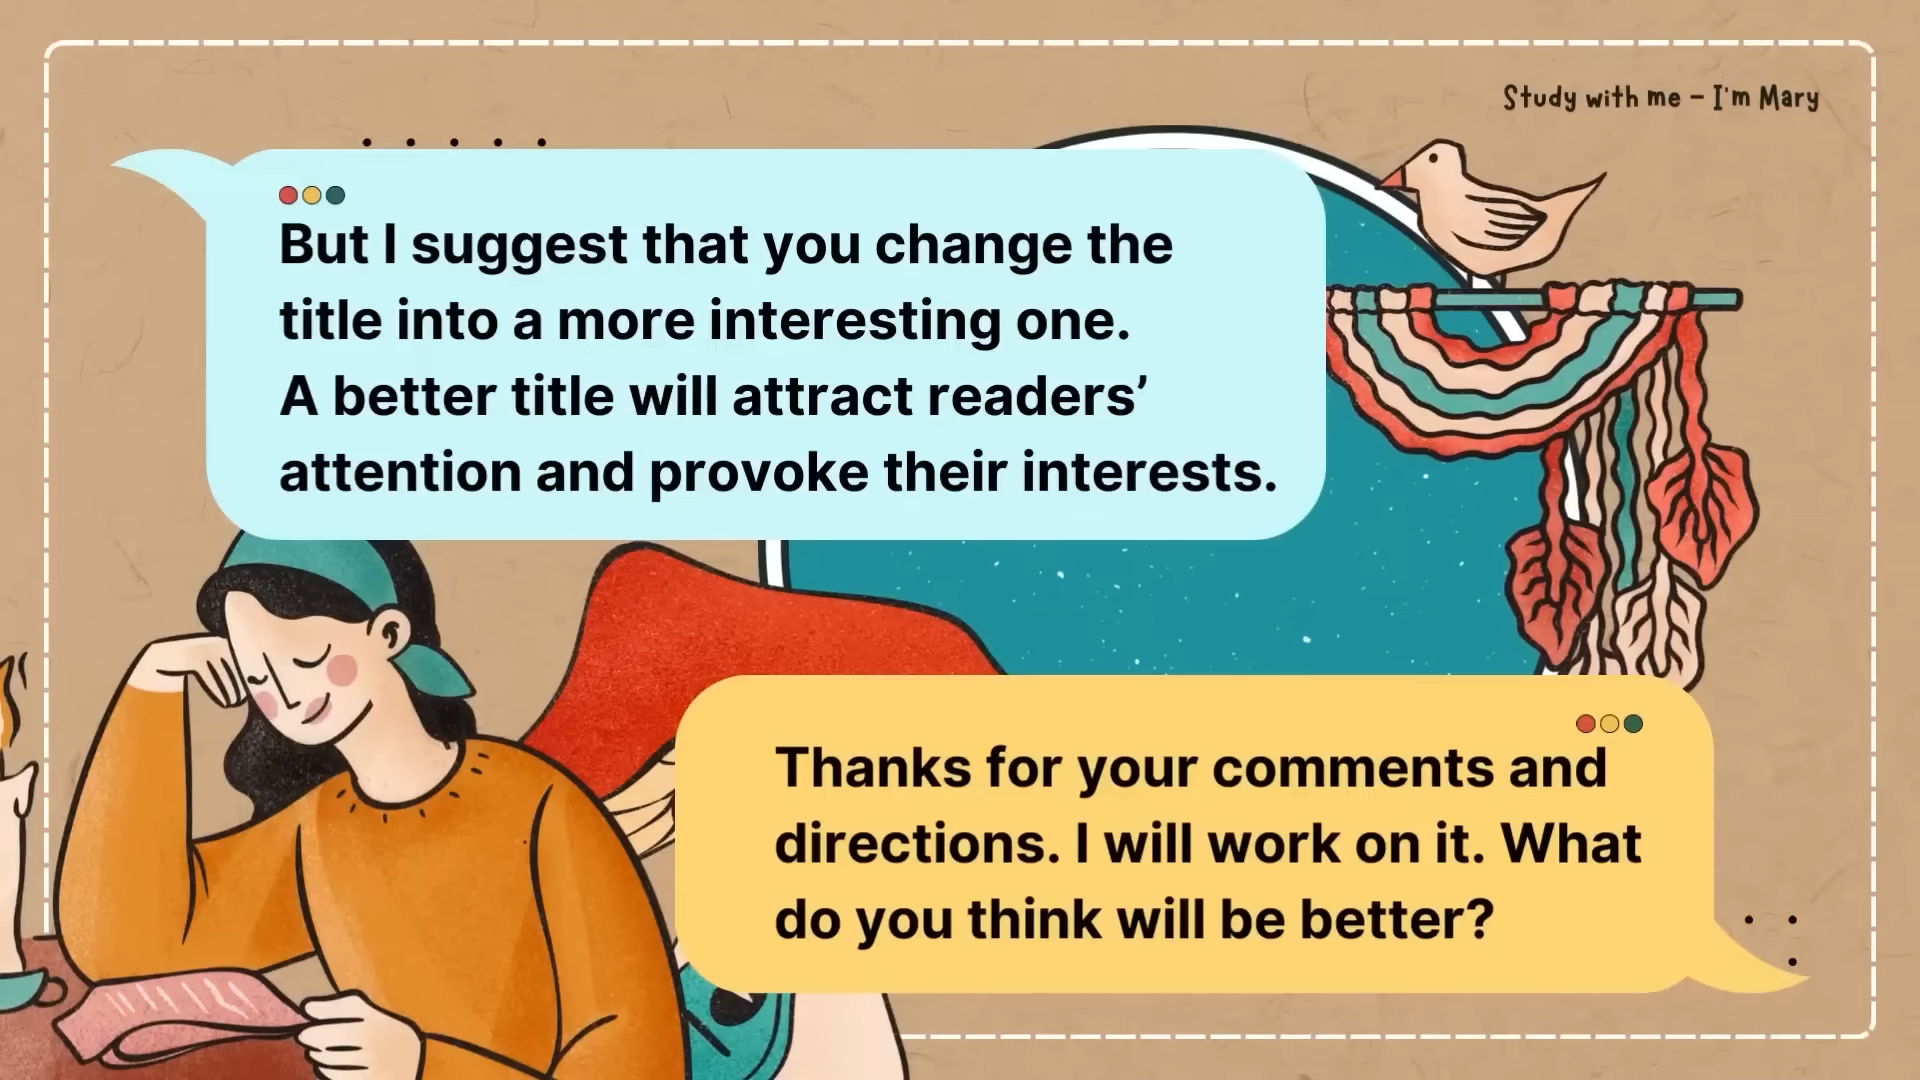 Study with me - I'm Mary
But I suggest that you change the
title into a more interesting one.
A better title will attract readers’
attention and provoke their interests.
Thanks for your comments and
directions. I will work on it. What
do you think will be better?